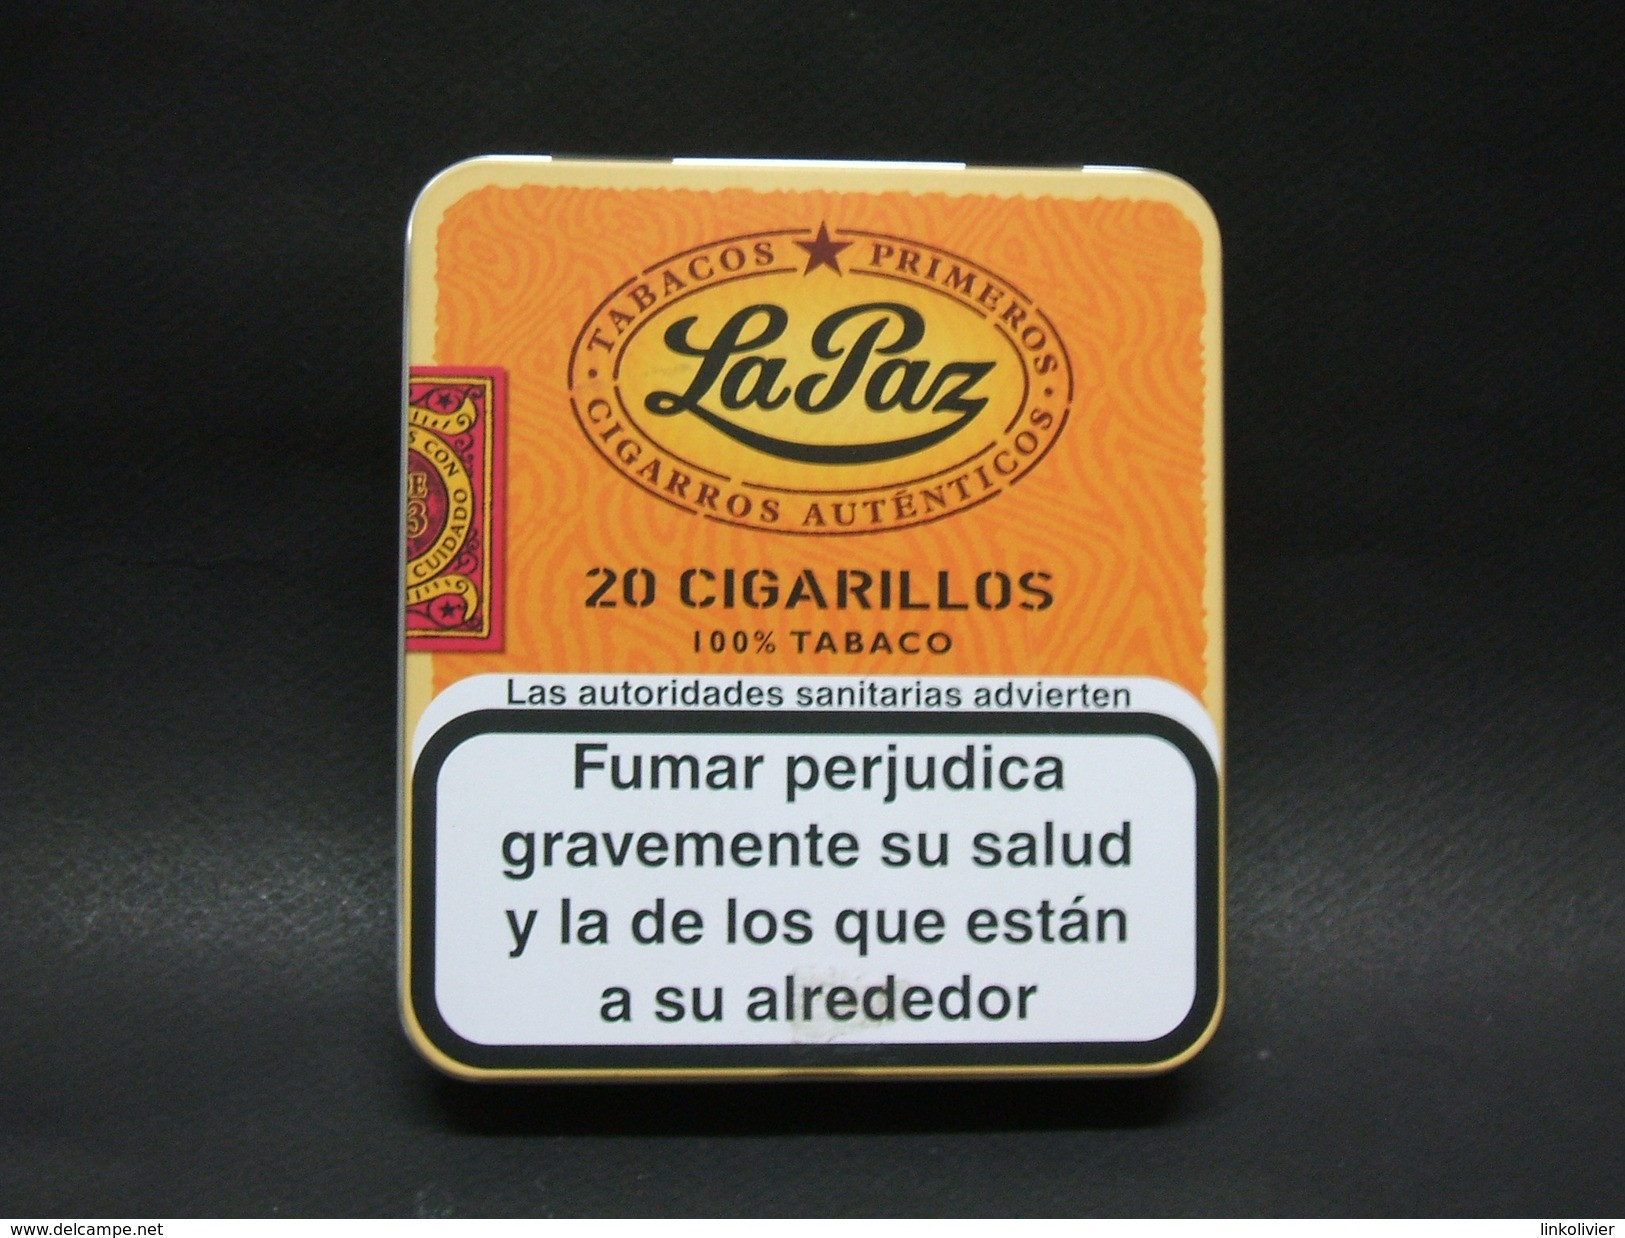 TABACOS PRIMEROS
La Paz
CIGARROS AUTÉNTICOS
S CON
CUIDADO
20 CIGARILLOS
100% TABACO
Las autoridades sanitarias advierten
Fumar perjudica
gravemente su salud
y la de los que están
a su alrededor
www.delcampe.net
linkolivier